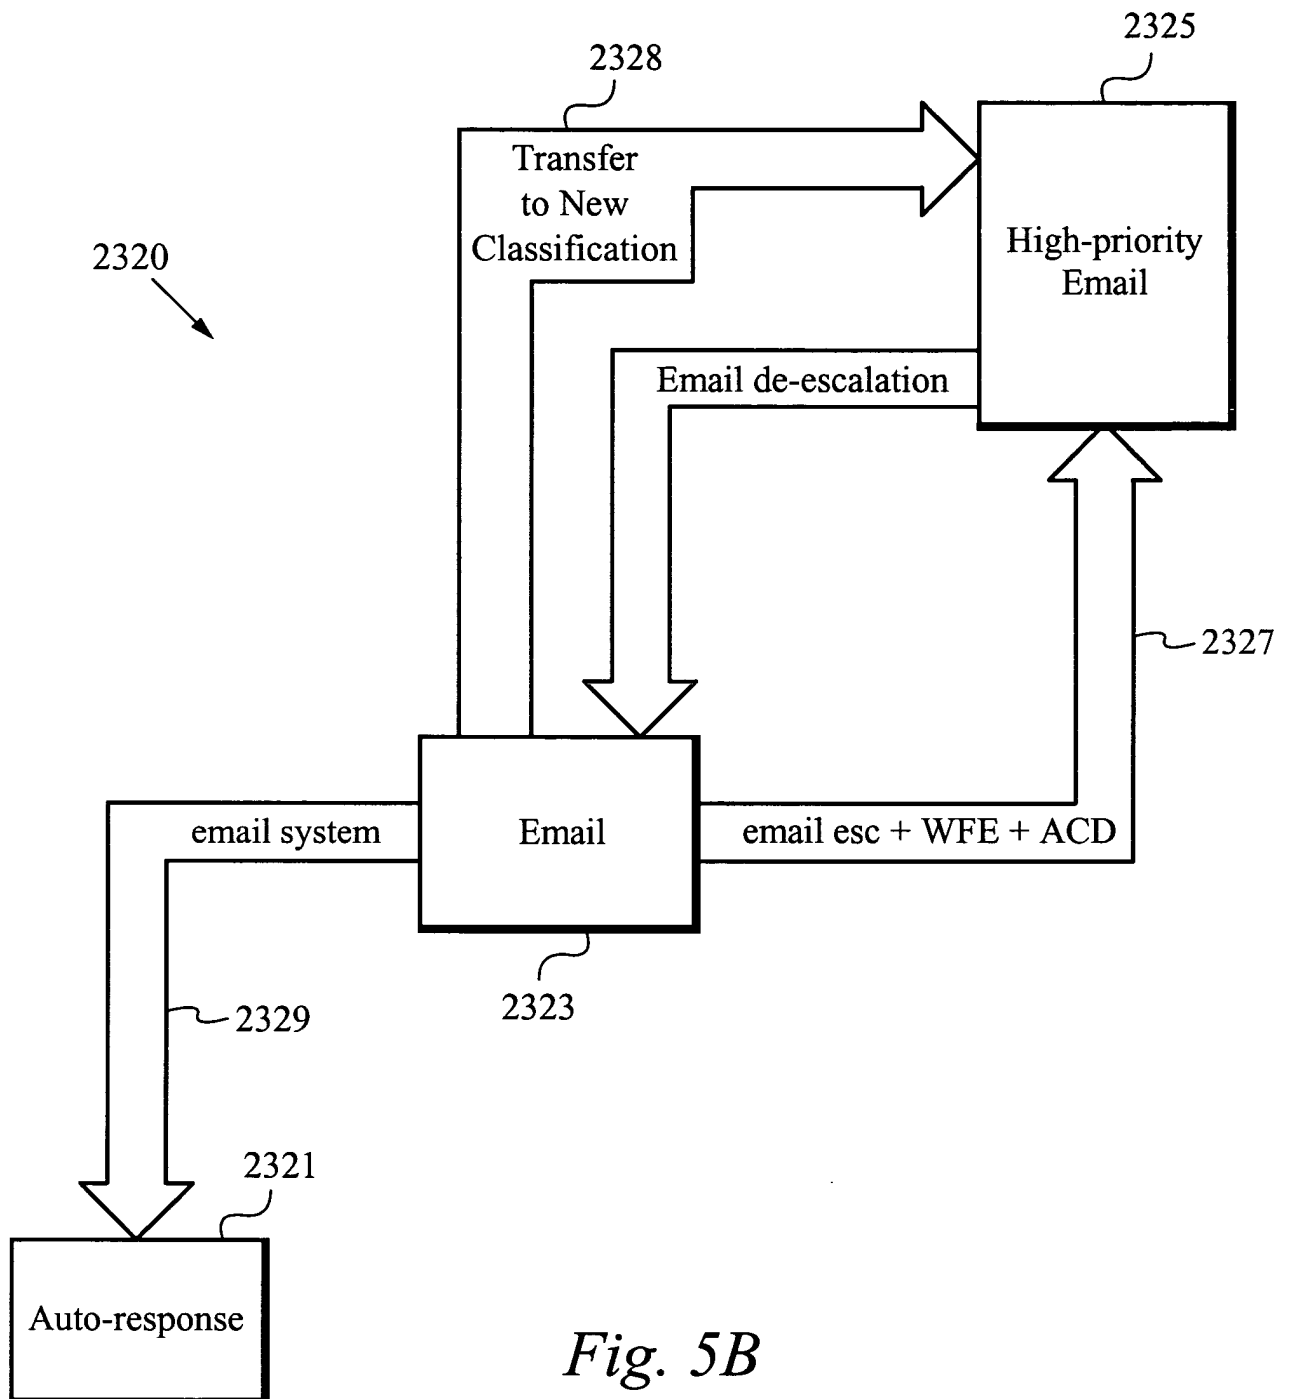 2325
2328
Transfer
to New
Classification
High-priority
Email
2320
Email de-escalation
2327
email system
Email
email esc + WFE + ACD
2323
2329
2321
Auto-response
Fig. 5B